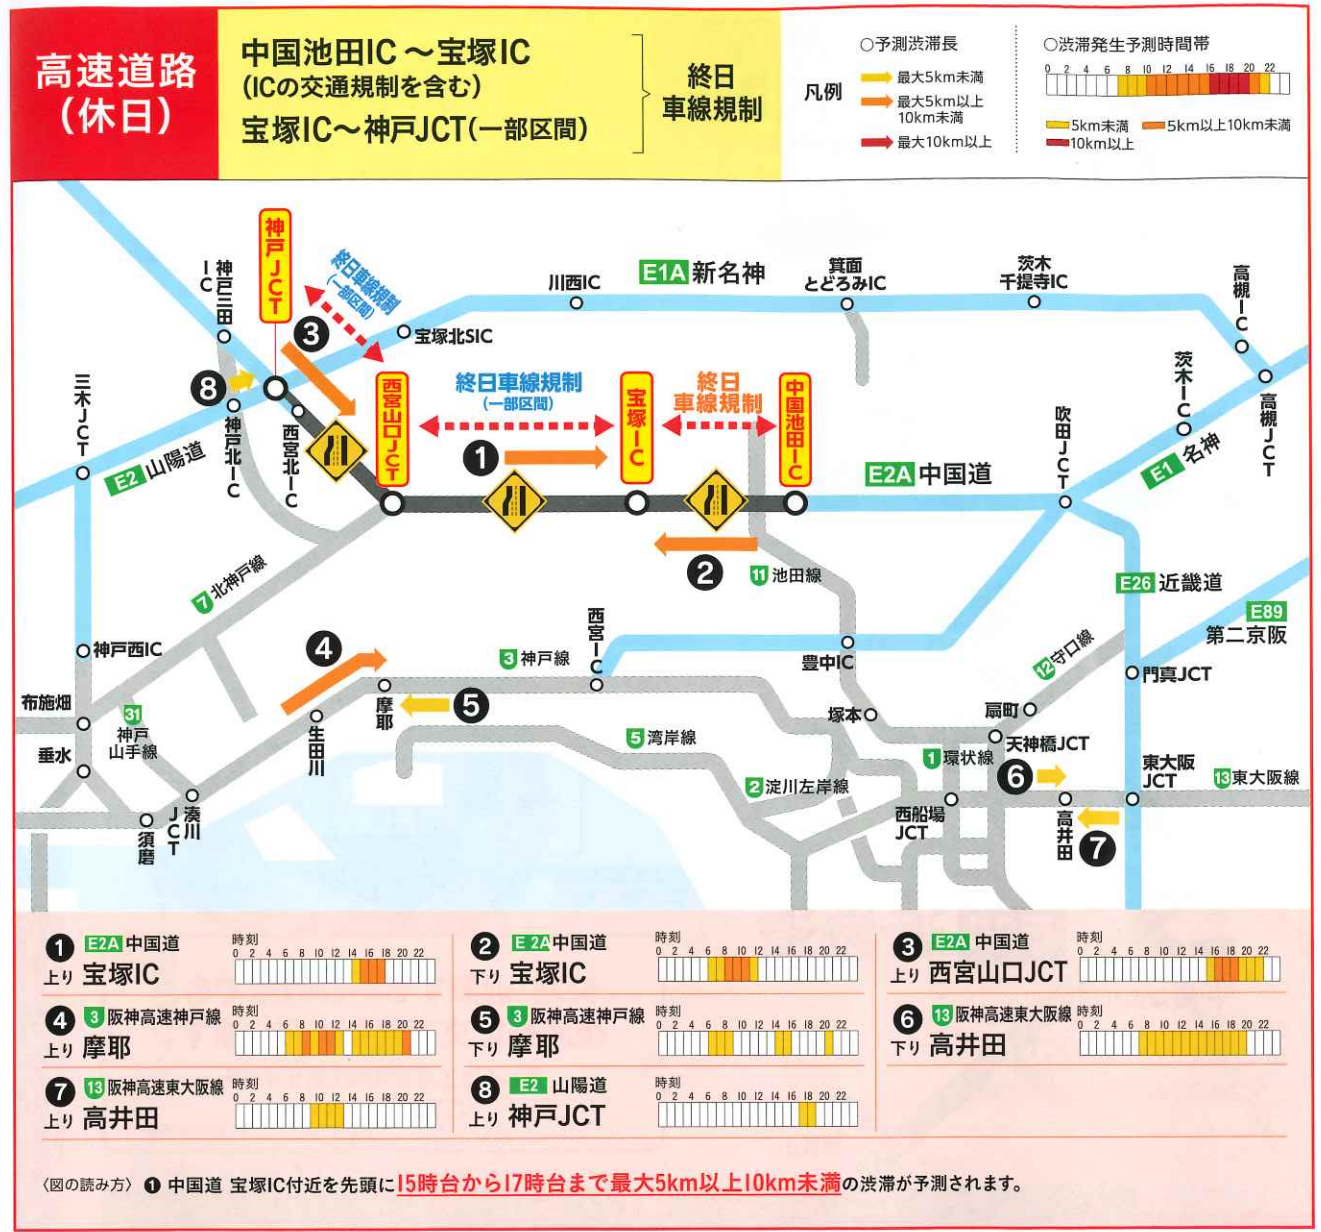 高速道路
(休日)
中国池田IC ～宝塚IC
(ICの交通規制を含む)
宝塚IC～神戸JCT(一部区間)
終日
車線規制
凡例
○予測渋滞長
最大5km未満
最大5km以上
10km未満
最大10km以上
○渋滞発生予測時間帯
0 2 4 6 8 10 12 14 16 18 20 22
5km未満
5km以上10km未満
10km以上
神戸JCT
神戸三田IC
終日車線規制
(一部区間)
3
宝塚北SIC
川西IC
E1A 新名神
箕面
とどろみIC
茨木
千提寺IC
高槻IC
高槻JCT
茨木IC
E1 名神
8
三木JCT
E2 山陽道
神戸北IC
西宮北IC
西宮山口JCT
終日車線規制
(一部区間)
1
宝塚IC
終日
車線規制
中国池田IC
E2A 中国道
吹田JCT
2
11 池田線
7 北神戸線
E26 近畿道
E89
第二京阪
神戸西IC
4
3 神戸線
西宮IC
豊中IC
12 守口線
門真JCT
布施畑
31
神戸
山手線
摩耶
5
生田川
塚本
扇町
天神橋JCT
垂水
5 湾岸線
1 環状線
6
東大阪
JCT
13 東大阪線
2 淀川左岸線
湊川JCT
須磨
西船場
JCT
高井田
7
1 E2A 中国道
上り 宝塚IC
時刻
0 2 4 6 8 10 12 14 16 18 20 22
2 E 2A 中国道
下り 宝塚IC
時刻
0 2 4 6 8 10 12 14 16 18 20 22
3 E2A 中国道
上り 西宮山口JCT
時刻
0 2 4 6 8 10 12 14 16 18 20 22
4 3 阪神高速神戸線
上り 摩耶
時刻
0 2 4 6 8 10 12 14 16 18 20 22
5 3 阪神高速神戸線
下り 摩耶
時刻
0 2 4 6 8 10 12 14 16 18 20 22
6 13 阪神高速東大阪線
下り 高井田
時刻
0 2 4 6 8 10 12 14 16 18 20 22
7 13 阪神高速東大阪線
上り 高井田
時刻
0 2 4 6 8 10 12 14 16 18 20 22
8 E2 山陽道
上り 神戸JCT
時刻
0 2 4 6 8 10 12 14 16 18 20 22
〈図の読み方〉 1 中国道 宝塚IC付近を先頭に15時台から17時台まで最大5km以上10km未満の渋滞が予測されます。